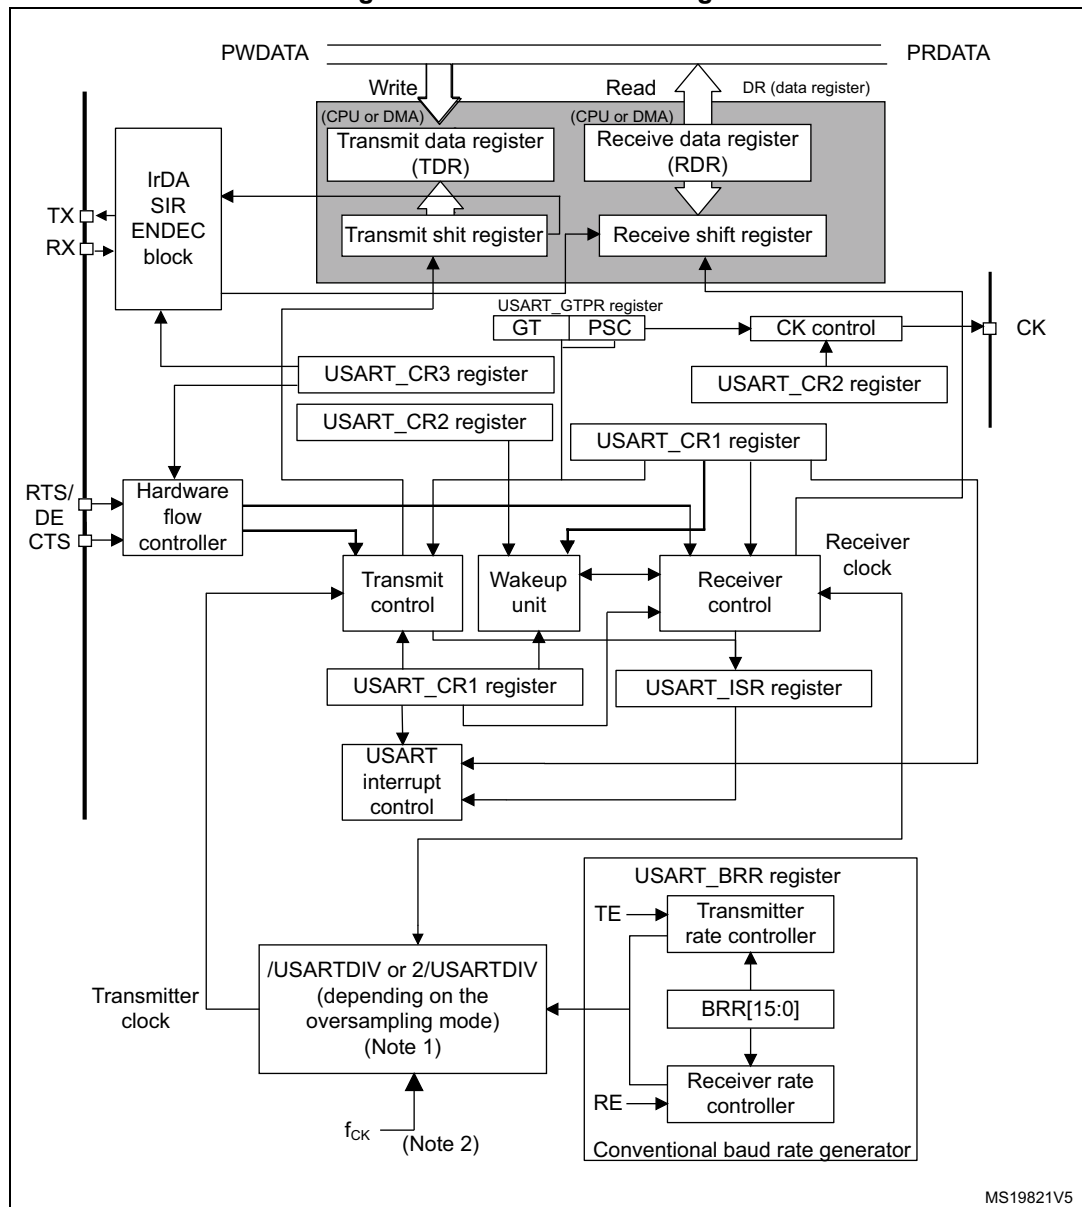 PWDATA
PRDATA
Write
Read
DR (data register)
(CPU or DMA)
(CPU or DMA)
Transmit data register
(TDR)
Receive data register
(RDR)
IrDA
SIR
ENDEC
block
TX
RX
Transmit shit register
Receive shift register
USART_GTPR register
GT
PSC
CK control
CK
USART_CR3 register
USART_CR2 register
USART_CR2 register
USART_CR1 register
RTS/
DE
CTS
Hardware
flow
controller
Transmit
control
Wakeup
unit
Receiver
control
Receiver
clock
USART_CR1 register
USART_ISR register
USART
interrupt
control
USART_BRR register
TE
Transmitter
rate controller
/USARTDIV or 2/USARTDIV
(depending on the
oversampling mode)
(Note 1)
Transmitter
clock
BRR[15:0]
RE
Receiver rate
controller
fCK
(Note 2)
Conventional baud rate generator
MS19821V5